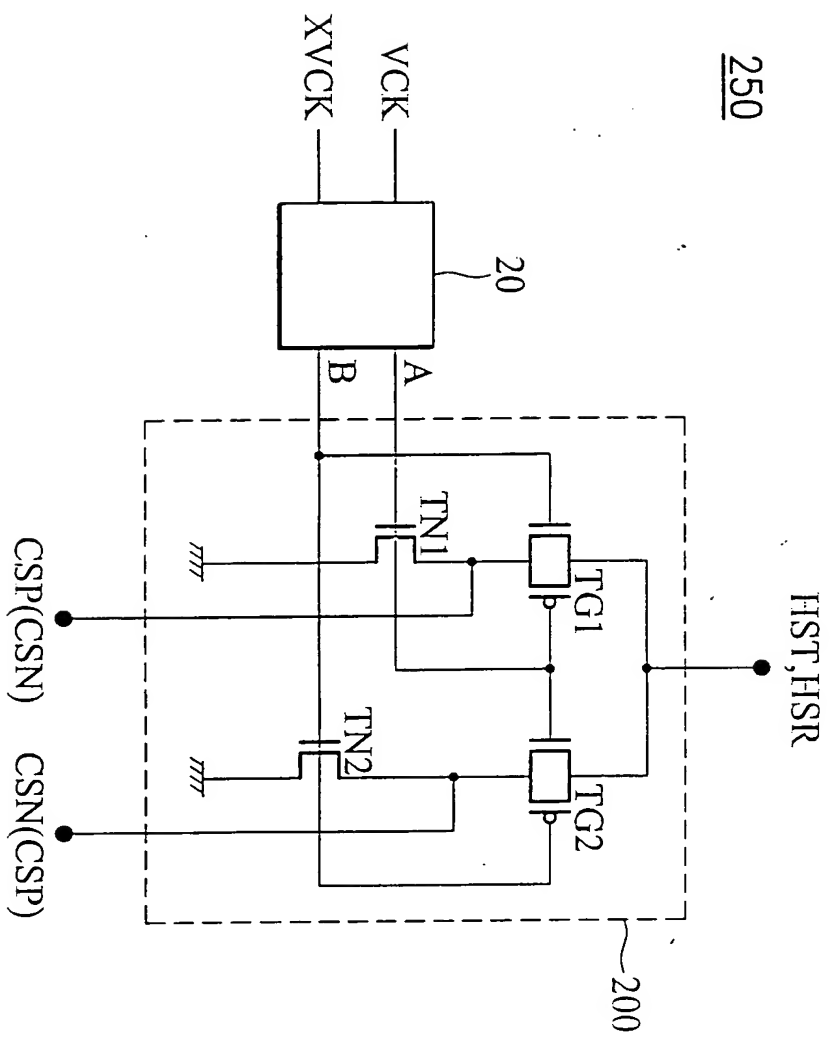 250
HST,HSR
VCK
XVCK
20
A
B
TG1
TG2
TN1
TN2
CSP(CSN)
CSN(CSP)
200